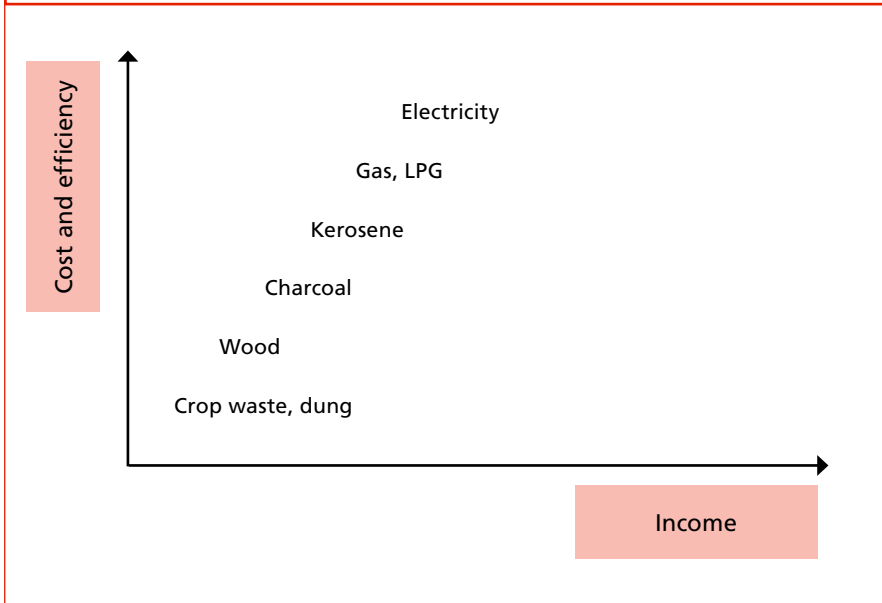 Cost and efficiency
Electricity
Gas, LPG
Kerosene
Charcoal
Wood
Crop waste, dung
Income